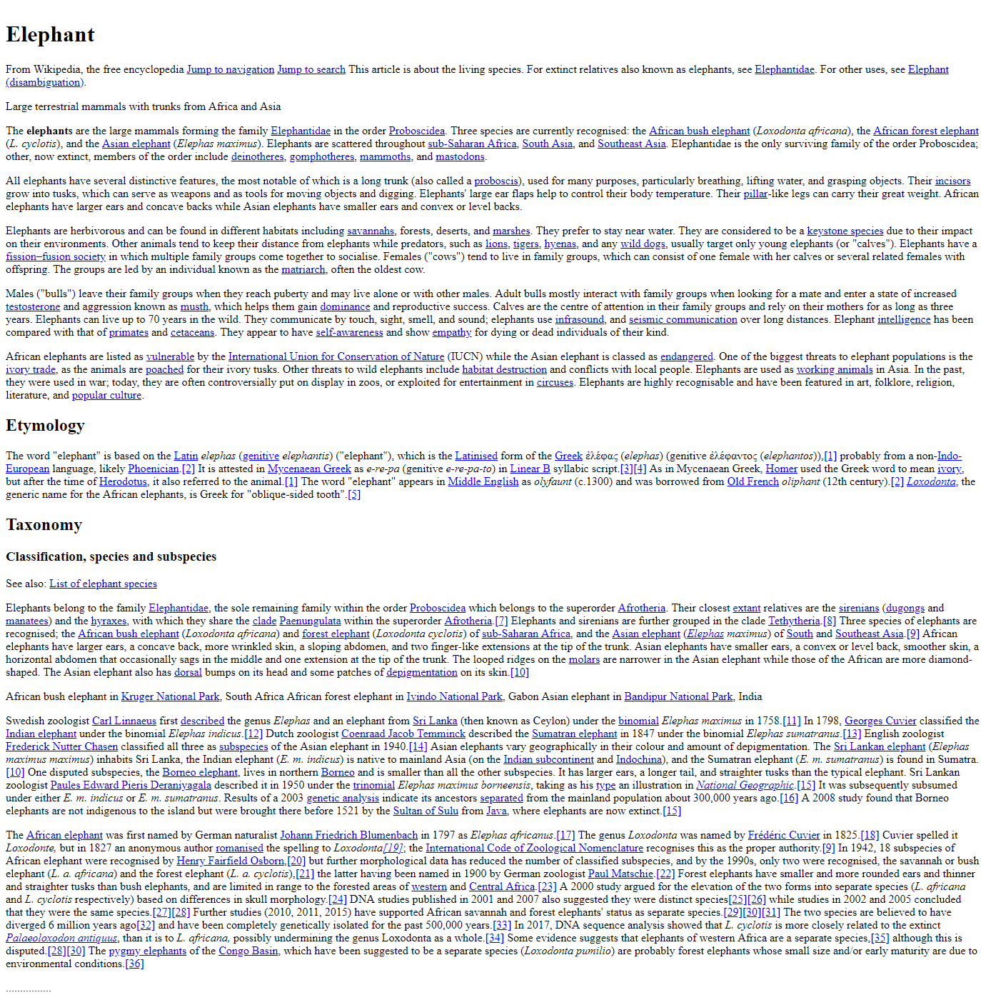 Elephant
From Wikipedia, the free encyclopedia Jump to navigation Jump to search This article is about the living species. For extinct relatives also known as elephants, see Elephantidae. For other uses, see Elephant
(disambiguation).
Large terrestrial mammals with trunks from Africa and Asia
The elephants are the large mammals forming the family Elephantidae in the order Proboscidea. Three species are currently recognised: the African bush elephant (Loxodonta africana), the African forest elephant
(L. cyclotis), and the Asian elephant (Elephas maximus). Elephants are scattered throughout sub-Saharan Africa, South Asia, and Southeast Asia. Elephantidae is the only surviving family of the order Proboscidea;
other, now extinct, members of the order include deinotheres, gomphotheres, mammoths, and mastodons.
All elephants have several distinctive features, the most notable of which is a long trunk (also called a proboscis), used for many purposes, particularly breathing, lifting water, and grasping objects. Their incisors
grow into tusks, which can serve as weapons and as tools for moving objects and digging. Elephants' large ear flaps help to control their body temperature. Their pillar-like legs can carry their great weight. African
elephants have larger ears and concave backs while Asian elephants have smaller ears and convex or level backs.
Elephants are herbivorous and can be found in different habitats including savannahs, forests, deserts, and marshes. They prefer to stay near water. They are considered to be a keystone species due to their impact
on their environments. Other animals tend to keep their distance from elephants while predators, such as lions, tigers, hyenas, and any wild dogs, usually target only young elephants (or "calves"). Elephants have a
fission–fusion society in which multiple family groups come together to socialise. Females ("cows") tend to live in family groups, which can consist of one female with her calves or several related females with
offspring. The groups are led by an individual known as the matriarch, often the oldest cow.
Males ("bulls") leave their family groups when they reach puberty and may live alone or with other males. Adult bulls mostly interact with family groups when looking for a mate and enter a state of increased
testosterone and aggression known as musth, which helps them gain dominance and reproductive success. Calves are the centre of attention in their family groups and rely on their mothers for as long as three
years. Elephants can live up to 70 years in the wild. They communicate by touch, sight, smell, and sound; elephants use infrasound, and seismic communication over long distances. Elephant intelligence has been
compared with that of primates and cetaceans. They appear to have self-awareness and show empathy for dying or dead individuals of their kind.
African elephants are listed as vulnerable by the International Union for Conservation of Nature (IUCN) while the Asian elephant is classed as endangered. One of the biggest threats to elephant populations is the
ivory trade, as the animals are poached for their ivory tusks. Other threats to wild elephants include habitat destruction and conflicts with local people. Elephants are used as working animals in Asia. In the past,
they were used in war; today, they are often controversially put on display in zoos, or exploited for entertainment in circuses. Elephants are highly recognisable and have been featured in art, folklore, religion,
literature, and popular culture.
Etymology
The word "elephant" is based on the Latin elephas (genitive elephantis) ("elephant"), which is the Latinised form of the Greek ἐλέφας (elephas) (genitive ἐλέφαντος (elephantos)),[1] probably from a non-Indo-
European language, likely Phoenician.[2] It is attested in Mycenaean Greek as e-re-pa (genitive e-re-pa-to) in Linear B syllabic script.[3][4] As in Mycenaean Greek, Homer used the Greek word to mean ivory,
but after the time of Herodotus, it also referred to the animal.[1] The word "elephant" appears in Middle English as olyfaunt (c.1300) and was borrowed from Old French oliphant (12th century).[2] Loxodonta, the
generic name for the African elephants, is Greek for "oblique-sided tooth".[5]
Taxonomy
Classification, species and subspecies
See also: List of elephant species
Elephants belong to the family Elephantidae, the sole remaining family within the order Proboscidea which belongs to the superorder Afrotheria. Their closest extant relatives are the sirenians (dugongs and
manatees) and the hyraxes, with which they share the clade Paenungulata within the superorder Afrotheria.[7] Elephants and sirenians are further grouped in the clade Tethytheria.[8] Three species of elephants are
recognised; the African bush elephant (Loxodonta africana) and forest elephant (Loxodonta cyclotis) of sub-Saharan Africa, and the Asian elephant (Elephas maximus) of South and Southeast Asia.[9] African
elephants have larger ears, a concave back, more wrinkled skin, a sloping abdomen, and two finger-like extensions at the tip of the trunk. Asian elephants have smaller ears, a convex or level back, smoother skin, a
horizontal abdomen that occasionally sags in the middle and one extension at the tip of the trunk. The looped ridges on the molars are narrower in the Asian elephant while those of the African are more diamond-
shaped. The Asian elephant also has dorsal bumps on its head and some patches of depigmentation on its skin.[10]
African bush elephant in Kruger National Park, South Africa African forest elephant in Ivindo National Park, Gabon Asian elephant in Bandipur National Park, India
Swedish zoologist Carl Linnaeus first described the genus Elephas and an elephant from Sri Lanka (then known as Ceylon) under the binomial Elephas maximus in 1758.[11] In 1798, Georges Cuvier classified the
Indian elephant under the binomial Elephas indicus.[12] Dutch zoologist Coenraad Jacob Temminck described the Sumatran elephant in 1847 under the binomial Elephas sumatranus.[13] English zoologist
Frederick Nutter Chasen classified all three as subspecies of the Asian elephant in 1940.[14] Asian elephants vary geographically in their colour and amount of depigmentation. The Sri Lankan elephant (Elephas
maximus maximus) inhabits Sri Lanka, the Indian elephant (E. m. indicus) is native to mainland Asia (on the Indian subcontinent and Indochina), and the Sumatran elephant (E. m. sumatranus) is found in Sumatra.
[10] One disputed subspecies, the Borneo elephant, lives in northern Borneo and is smaller than all the other subspecies. It has larger ears, a longer tail, and straighter tusks than the typical elephant. Sri Lankan
zoologist Paules Edward Pieris Deraniyagala described it in 1950 under the trinomial Elephas maximus borneensis, taking as his type an illustration in National Geographic.[15] It was subsequently subsumed
under either E. m. indicus or E. m. sumatranus. Results of a 2003 genetic analysis indicate its ancestors separated from the mainland population about 300,000 years ago.[16] A 2008 study found that Borneo
elephants are not indigenous to the island but were brought there before 1521 by the Sultan of Sulu from Java, where elephants are now extinct.[15]
The African elephant was first named by German naturalist Johann Friedrich Blumenbach in 1797 as Elephas africanus.[17] The genus Loxodonta was named by Frédéric Cuvier in 1825.[18] Cuvier spelled it
Loxodonte, but in 1827 an anonymous author romanised the spelling to Loxodonta[19]; the International Code of Zoological Nomenclature recognises this as the proper authority.[9] In 1942, 18 subspecies of
African elephant were recognised by Henry Fairfield Osborn,[20] but further morphological data has reduced the number of classified subspecies, and by the 1990s, only two were recognised, the savannah or bush
elephant (L. a. africana) and the forest elephant (L. a. cyclotis),[21] the latter having been named in 1900 by German zoologist Paul Matschie.[22] Forest elephants have smaller and more rounded ears and thinner
and straighter tusks than bush elephants, and are limited in range to the forested areas of western and Central Africa.[23] A 2000 study argued for the elevation of the two forms into separate species (L. africana
and L. cyclotis respectively) based on differences in skull morphology.[24] DNA studies published in 2001 and 2007 also suggested they were distinct species[25][26] while studies in 2002 and 2005 concluded
that they were the same species.[27][28] Further studies (2010, 2011, 2015) have supported African savannah and forest elephants' status as separate species.[29][30][31] The two species are believed to have
diverged 6 million years ago[32] and have been completely genetically isolated for the past 500,000 years.[33] In 2017, DNA sequence analysis showed that L. cyclotis is more closely related to the extinct
Palaeoloxodon antiquus, than it is to L. africana, possibly undermining the genus Loxodonta as a whole.[34] Some evidence suggests that elephants of western Africa are a separate species,[35] although this is
disputed.[28][30] The pygmy elephants of the Congo Basin, which have been suggested to be a separate species (Loxodonta pumilio) are probably forest elephants whose small size and/or early maturity are due to
environmental conditions.[36]
................